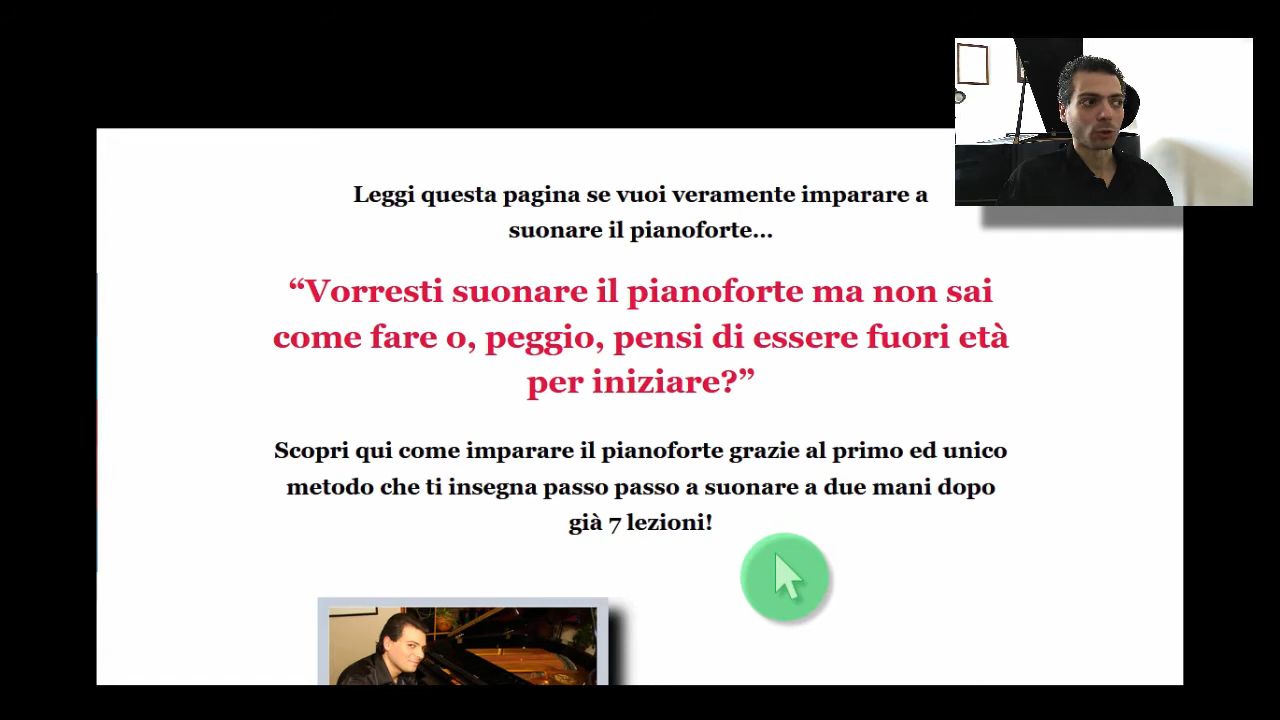 Leggi questa pagina se vuoi veramente imparare a
suonare il pianoforte...
“Vorresti suonare il pianoforte ma non sai
come fare o, peggio, pensi di essere fuori età
per iniziare?”
Scopri qui come imparare il pianoforte grazie al primo ed unico
metodo che ti insegna passo passo a suonare a due mani dopo
già 7 lezioni!